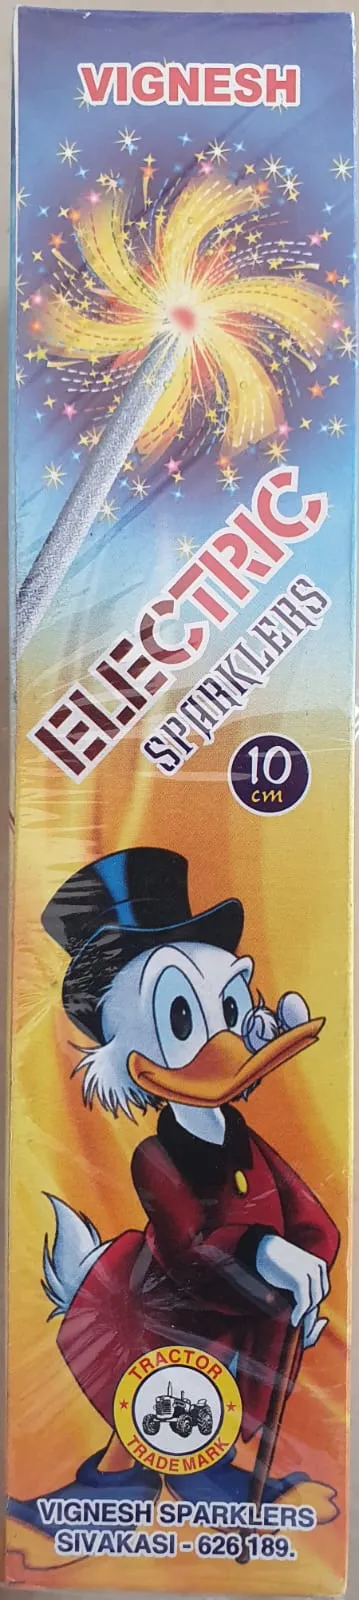 VIGNESH
ELECTRIC
SPARKLERS
10
cm
TRACTOR
TRADE MARK
VIGNESH SPARKLERS
SIVAKASI - 626 189.